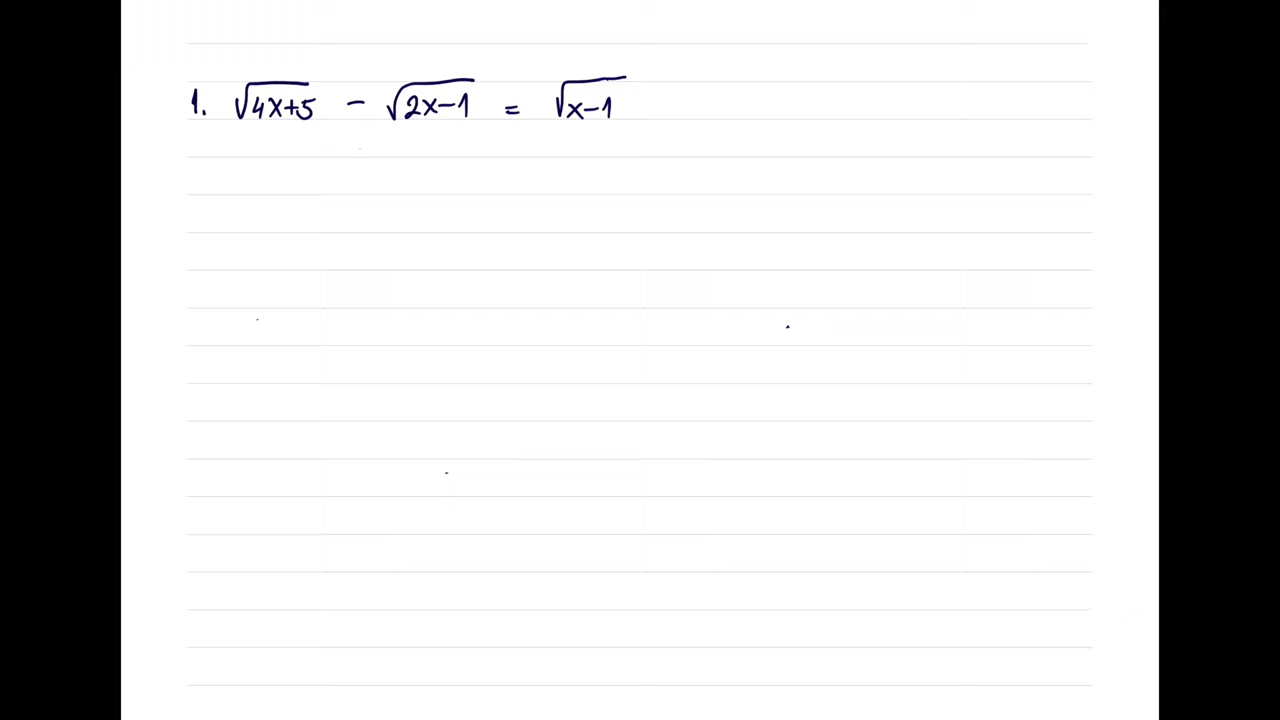 1. √4x+5 - √2x-1 = √x-1